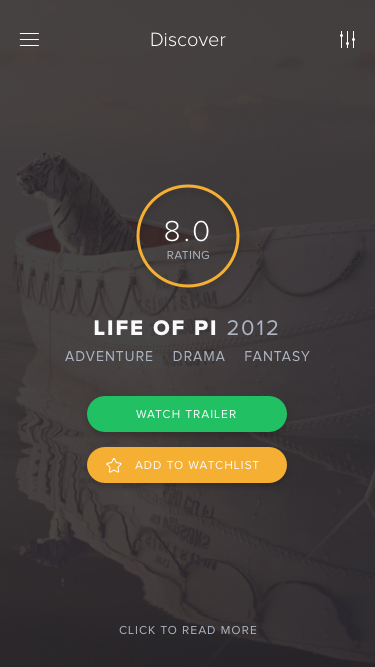 Discover
8.0
RATING
LIFE OF PI 2012
ADVENTURE DRAMA FANTASY
WATCH TRAILER
ADD TO WATCHLIST
CLICK TO READ MORE